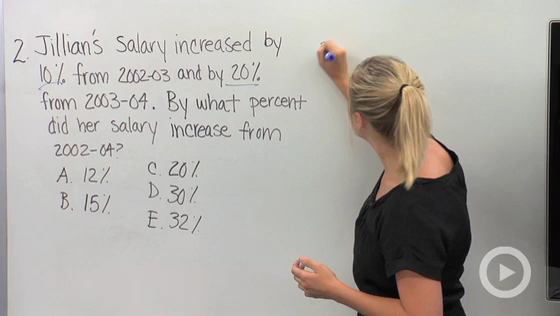 2. Jillian's Salary increased by
10% from 2002-03 and by 20%
from 2003-04. By what percent
did her salary increase from
2002-04?
A. 12%
B. 15%
C. 20%
D. 30%
E. 32%